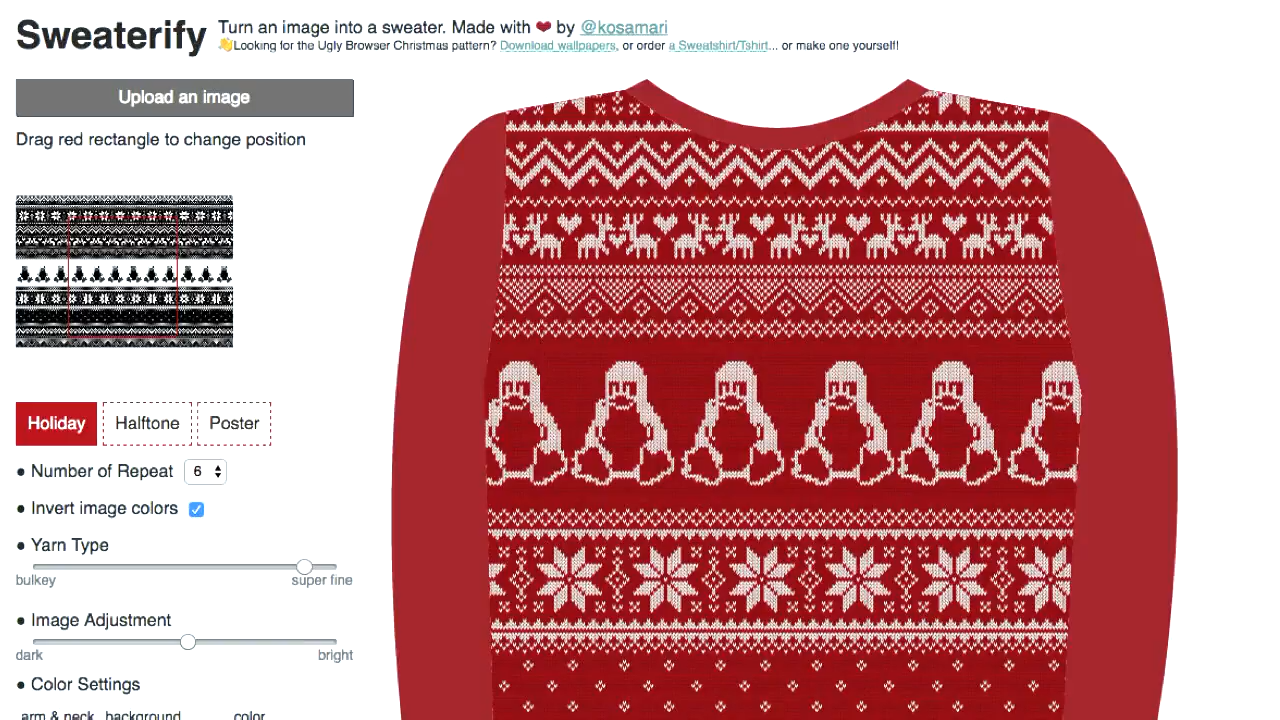 Sweaterify
Turn an image into a sweater. Made with ❤ by @kosamari
👋Looking for the Ugly Browser Christmas pattern? Download wallpapers, or order a Sweatshirt/Tshirt... or make one yourself!
Upload an image
Drag red rectangle to change position
Holiday Halftone Poster
● Number of Repeat 6
● Invert image colors
● Yarn Type
bulkey super fine
● Image Adjustment
dark bright
● Color Settings
arm & neck background color